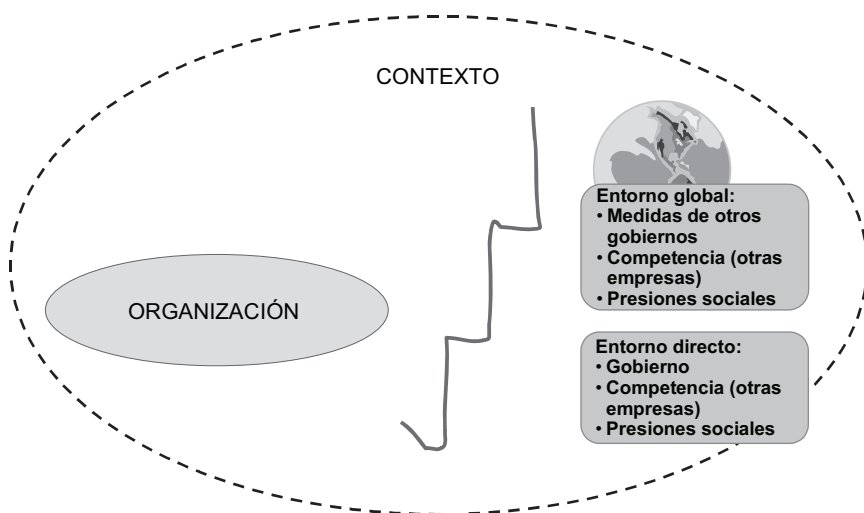 CONTEXTO
ORGANIZACIÓN
Entorno global:
• Medidas de otros
gobiernos
• Competencia (otras
empresas)
• Presiones sociales
Entorno directo:
• Gobierno
• Competencia (otras
empresas)
• Presiones sociales